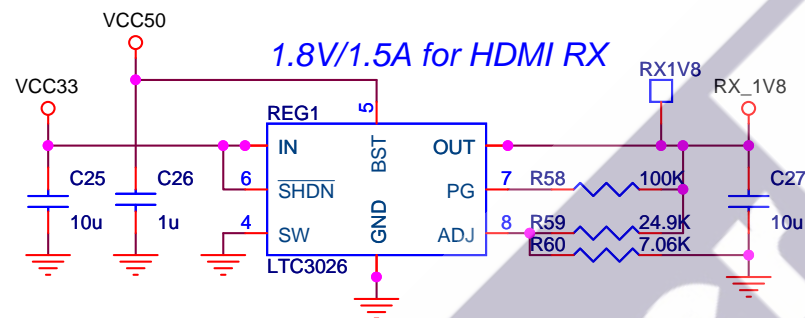 VCC50
1.8V/1.5A for HDMI RX
VCC33
RX1V8
RX_1V8
REG1
5
IN
BST
OUT
C25
C26
6
SHDN
PG
7
R58
100K
C27
10u
1u
4
SW
GND
ADJ
8
R59
24.9K
10u
R60
7.06K
LTC3026